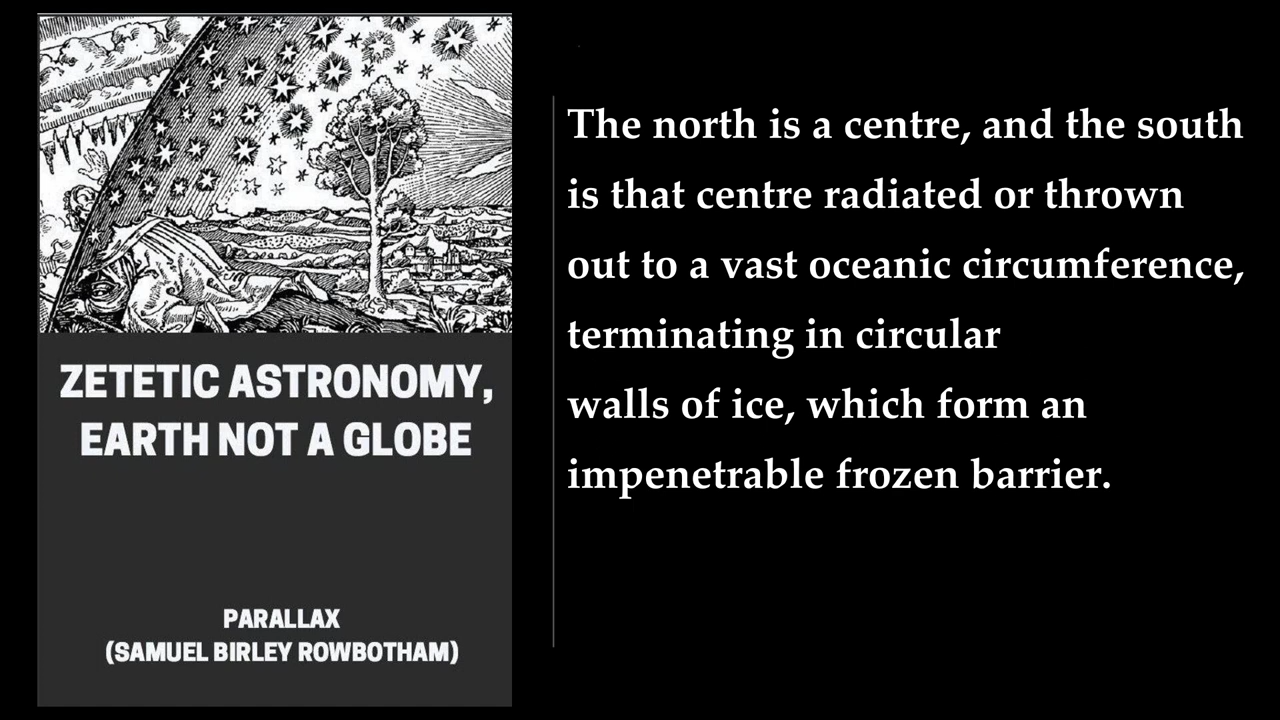 ZETETIC ASTRONOMY,
EARTH NOT A GLOBE
PARALLAX
(SAMUEL BIRLEY ROWBOTHAM)
The north is a centre, and the south
is that centre radiated or thrown
out to a vast oceanic circumference,
terminating in circular
walls of ice, which form an
impenetrable frozen barrier.